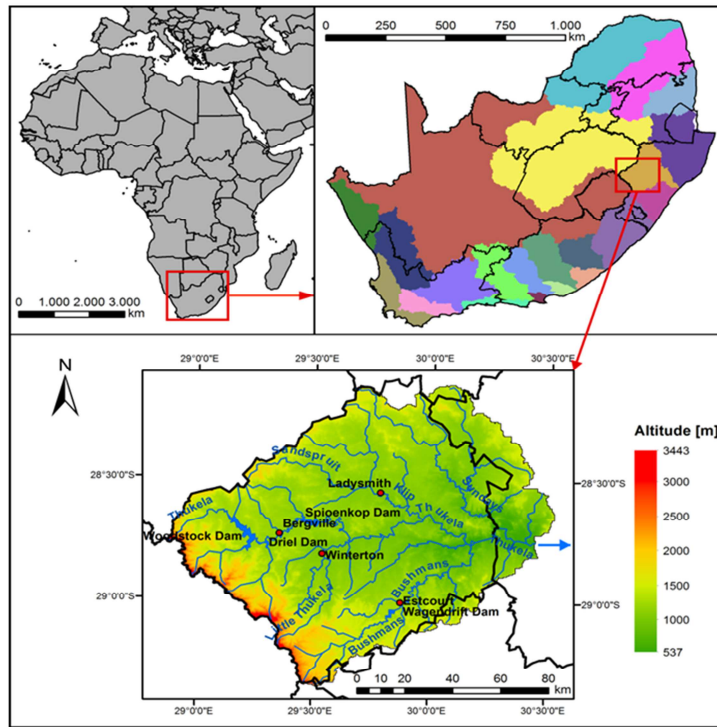 0 250 500 750 1.000
km
0 1.000 2.000 3.000
km
N
29°0'0"E 29°30'0"E 30°0'0"E 30°30'0"E
28°30'0"S 28°30'0"S
29°0'0"S 29°0'0"S
Sandspruit
Ladysmith
Klip
Thukela
Sundays
Spioenkop Dam
Thukela
Bergville
Woodstock Dam
Driel Dam
Winterton
Thukela
Little Thukela
Bushmans
Estcourt
Wagendrift Dam
Bushmans
0 10 20 40 60 80
km
29°0'0"E 29°30'0"E 30°0'0"E
Altitude [m]
3443
3000
2500
2000
1500
1000
537